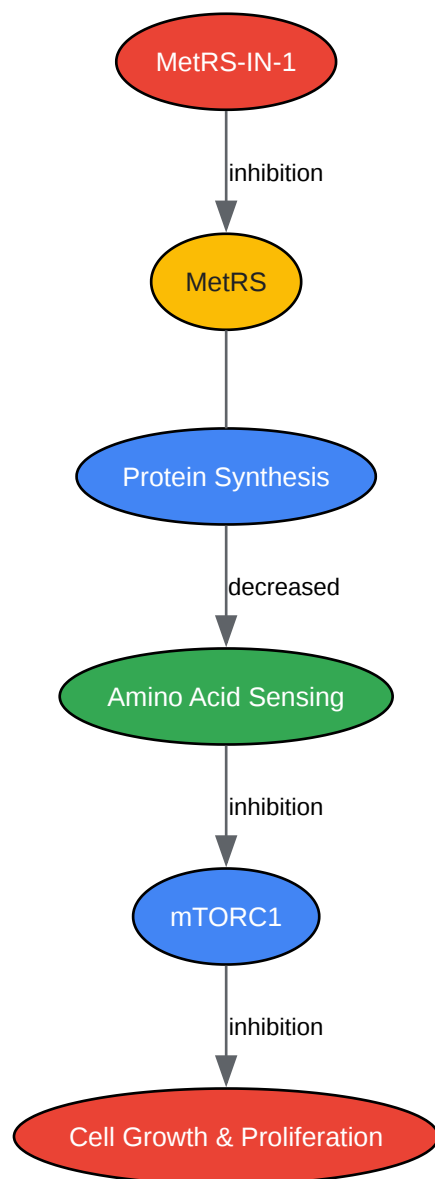 MetRS-IN-1
inhibition
MetRS
Protein Synthesis
decreased
Amino Acid Sensing
inhibition
mTORC1
inhibition
Cell Growth & Proliferation